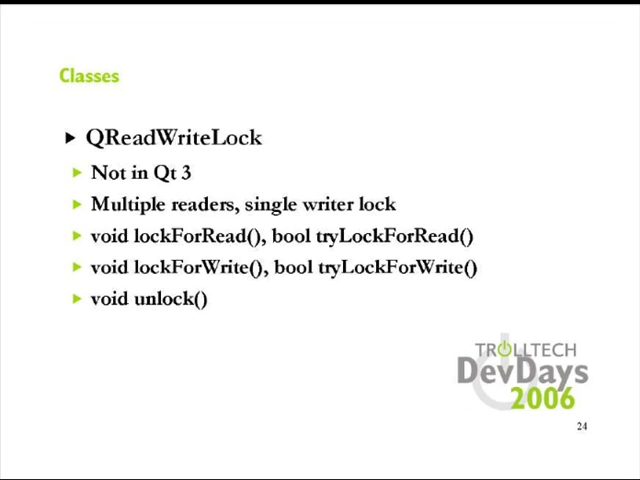 Classes
QReadWriteLock
Not in Qt 3
Multiple readers, single writer lock
void lockForRead(), bool tryLockForRead()
void lockForWrite(), bool tryLockForWrite()
void unlock()
TROLLTECH
DevDays
2006
24